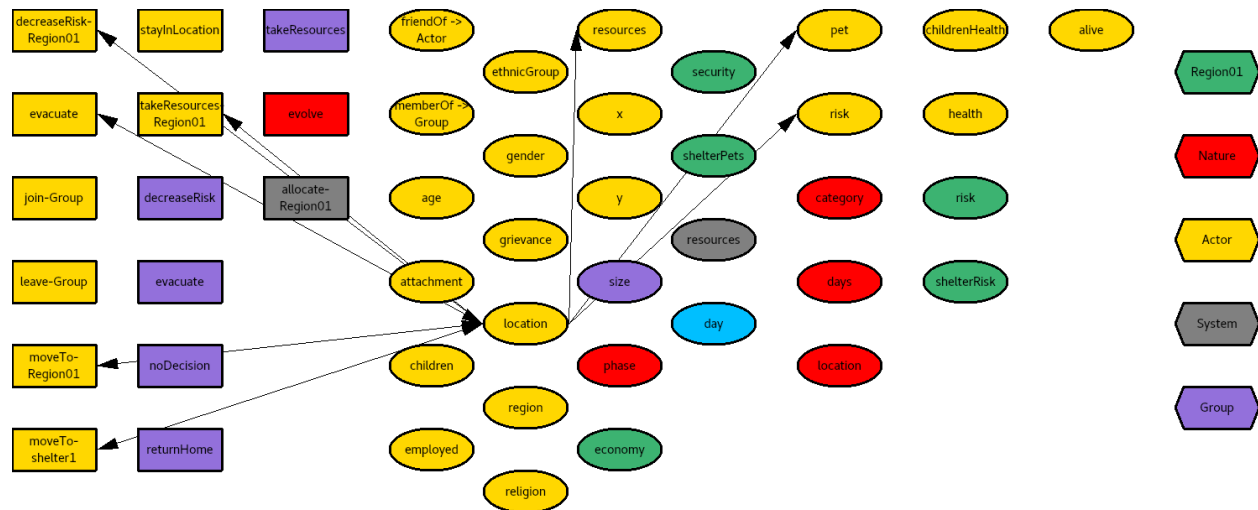 decreaseRisk-
Region01
stayInLocation
takeResources
friendOf ->
Actor
resources
pet
childrenHealth
alive
ethnicGroup
security
Region01
evacuate
takeResources-
Region01
evolve
memberOf ->
Group
x
risk
health
gender
shelterPets
Nature
join-Group
decreaseRisk
allocate-
Region01
age
y
category
risk
grievance
resources
Actor
leave-Group
evacuate
attachment
size
days
shelterRisk
location
day
System
moveTo-
Region01
noDecision
children
phase
location
region
Group
moveTo-
shelter1
returnHome
employed
economy
religion